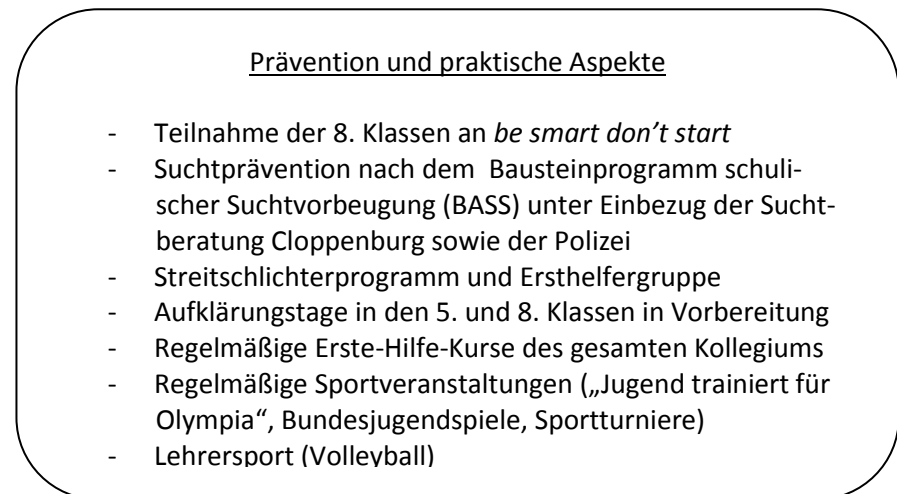 Prävention und praktische Aspekte
- Teilnahme der 8. Klassen an be smart don't start
- Suchtprävention nach dem Bausteinprogramm schuli-
scher Suchtvorbeugung (BASS) unter Einbezug der Sucht-
beratung Cloppenburg sowie der Polizei
- Streitschlichterprogramm und Ersthelfergruppe
- Aufklärungstage in den 5. und 8. Klassen in Vorbereitung
- Regelmäßige Erste-Hilfe-Kurse des gesamten Kollegiums
- Regelmäßige Sportveranstaltungen („Jugend trainiert für
Olympia“, Bundesjugendspiele, Sportturniere)
- Lehrersport (Volleyball)